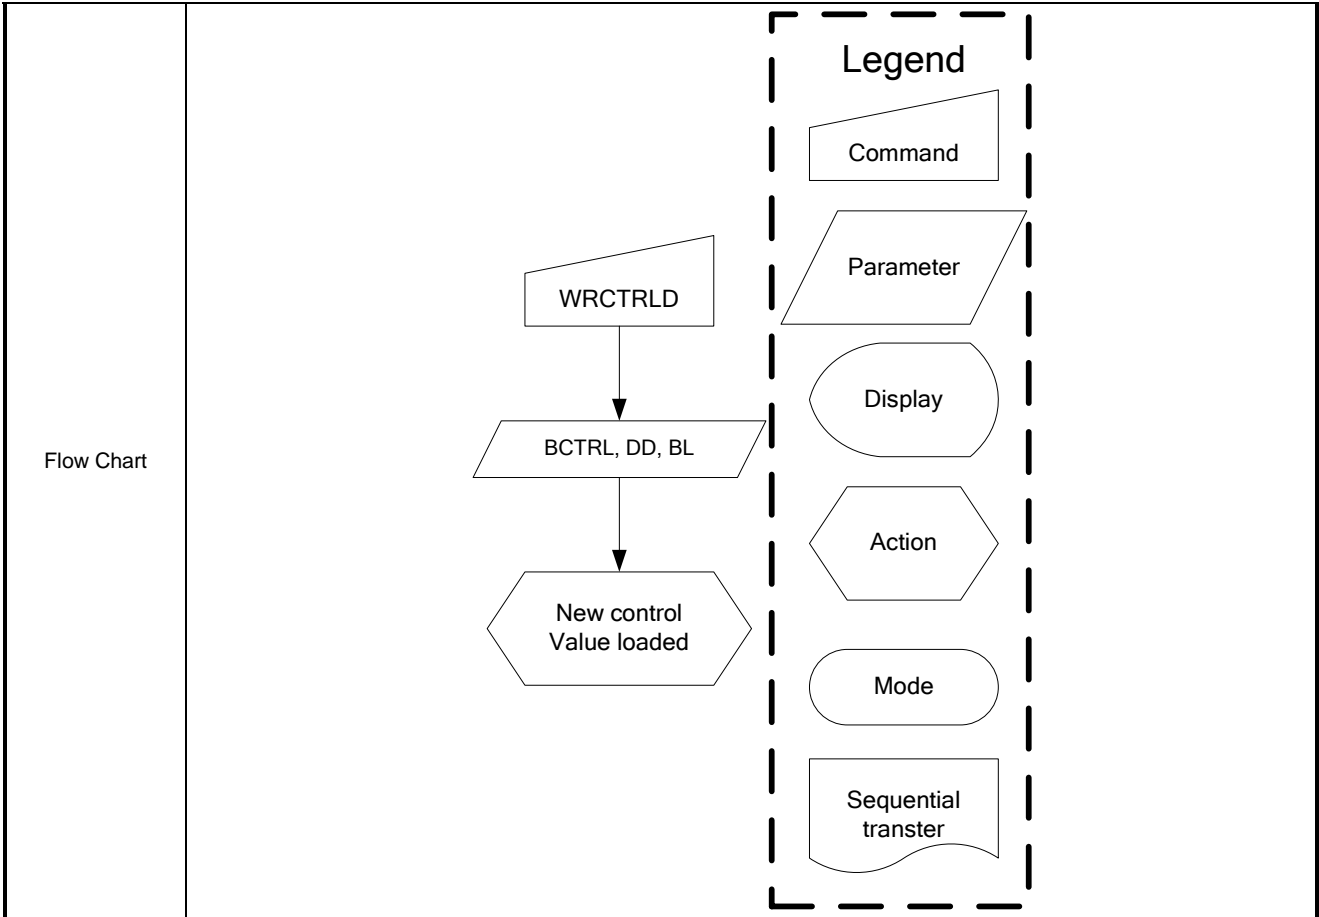 Flow Chart
WRCTRLD
BCTRL, DD, BL
New control
Value loaded
Legend
Command
Parameter
Display
Action
Mode
Sequential
transter